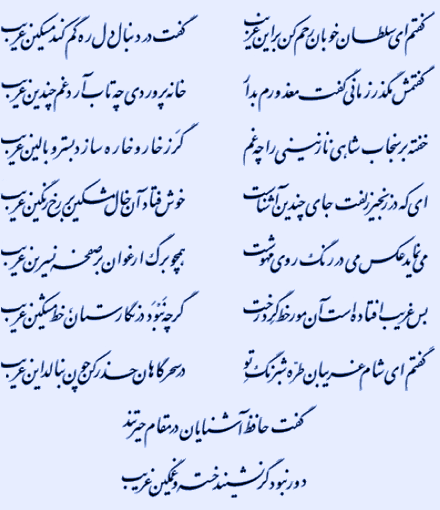 گفتم ای سلطان خوبان رحم کن بر این غریب    گفت در دنبال دل ره گم کند مسکین غریب
گفتمش مگذر زمانی گفت معذورم بدار    خانه پروردی چه تاب آرد غم چندین غریب
خفته بر سنجاب شاهی نازنینی را چه غم    گر ز خار و خاره سازد بستر و بالین غریب
ای که در زنجیر زلفت جای چندین آشناست    خوش فتاد آن خال مشکین بر رخ رنگین غریب
می‌نماید عکس می در رنگ روی مه‌وشت    همچو برگ ارغوان بر صفحه نسرین غریب
بس غریب افتاده است آن مور خط گرد رخت    گرچه نبود در نگارستان خط مشکین غریب
گفتم ای شام غریبان طره شبرنگ تو    در سحرگاهان حذر کن چون بنالد این غریب
گفت حافظ آشنایان در مقام حیرتند
دور نبود گر نشیند خسته و غمگین غریب